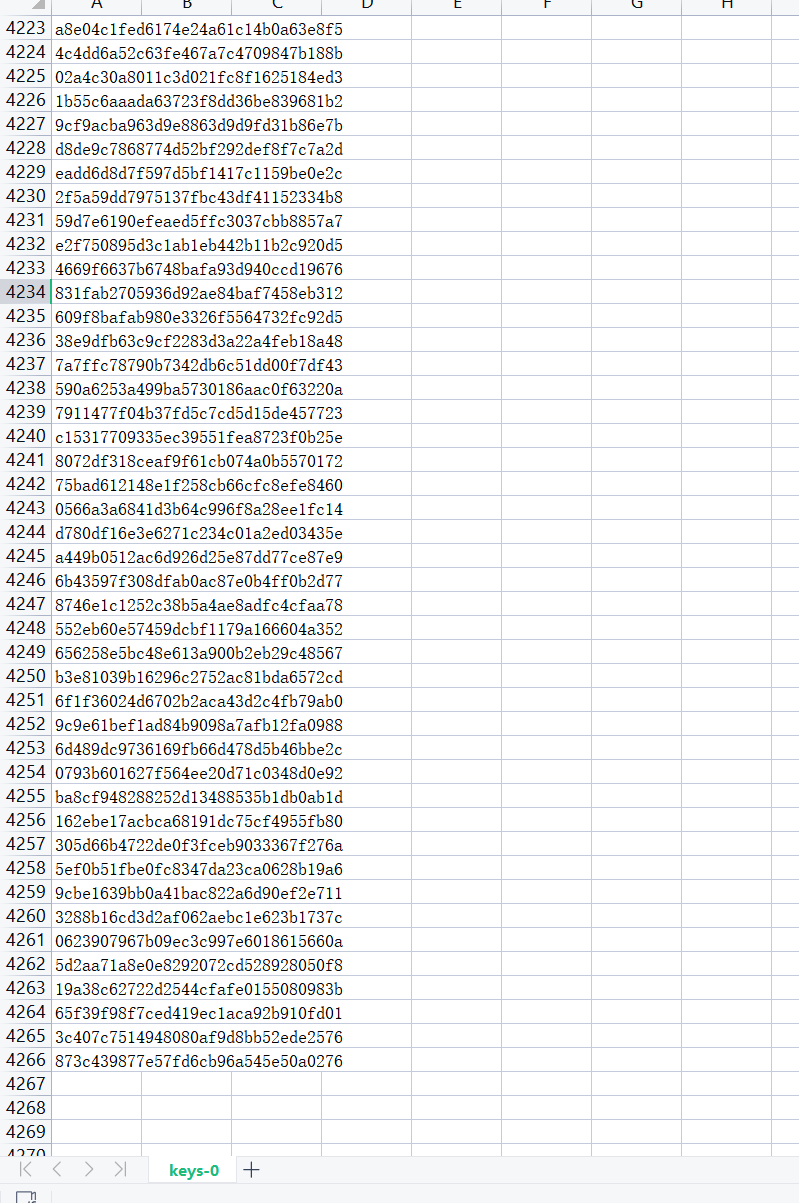 A B C D E F G H
4223 a8e04c1fed6174e24a61c14b0a63e8f5
4224 4c4dd6a52c63fe467a7c4709847b188b
4225 02a4c30a8011c3d021fc8f1625184ed3
4226 1b55c6aaada63723f8dd36be839681b2
4227 9cf9acba963d9e8863d9d9fd31b86e7b
4228 d8de9c7868774d52bf292def8f7c7a2d
4229 eadd6d8d7f597d5bf1417c1159be0e2c
4230 2f5a59dd7975137fbc43df41152334b8
4231 59d7e6190efeaed5ffc3037cbb8857a7
4232 e2f750895d3c1ab1eb442b11b2c920d5
4233 4669f6637b6748bafa93d940ccd19676
4234 831fab2705936d92ae84baf7458eb312
4235 609f8bafab980e3326f5564732fc92d5
4236 38e9dfb63c9cf2283d3a22a4feb18a48
4237 7a7ffc78790b7342db6c51dd00f7df43
4238 590a6253a499ba5730186aac0f63220a
4239 7911477f04b37fd5c7cd5d15de457723
4240 c15317709335ec39551fea8723f0b25e
4241 8072df318ceaf9f61cb074a0b5570172
4242 75bad612148e1f258cb66cfc8efe8460
4243 0566a3a6841d3b64c996f8a28ee1fc14
4244 d780df16e3e6271c234c01a2ed03435e
4245 a449b0512ac6d926d25e87dd77ce87e9
4246 6b43597f308dfab0ac87e0b4ff0b2d77
4247 8746e1c1252c38b5a4ae8adfc4cfaa78
4248 552eb60e57459dcbf1179a166604a352
4249 656258e5bc48e613a900b2eb29c48567
4250 b3e81039b16296c2752ac81bda6572cd
4251 6f1f36024d6702b2aca43d2c4fb79ab0
4252 9c9e61bef1ad84b9098a7afb12fa0988
4253 6d489dc9736169fb66d478d5b46bbe2c
4254 0793b601627f564ee20d71c0348d0e92
4255 ba8cf948288252d13488535b1db0ab1d
4256 162ebe17acbca68191dc75cf4955fb80
4257 305d66b4722de0f3fceb9033367f276a
4258 5ef0b51fbe0fc8347da23ca0628b19a6
4259 9cbe1639bb0a41bac822a6d90ef2e711
4260 3288b16cd3d2af062aebc1e623b1737c
4261 0623907967b09ec3c997e6018615660a
4262 5d2aa71a8e0e8292072cd528928050f8
4263 19a38c62722d2544cfafe0155080983b
4264 65f39f98f7ced419ec1aca92b910fd01
4265 3c407c7514948080af9d8bb52ede2576
4266 873c439877e57fd6cb96a545e50a0276
4267
4268
4269
4270
keys-0